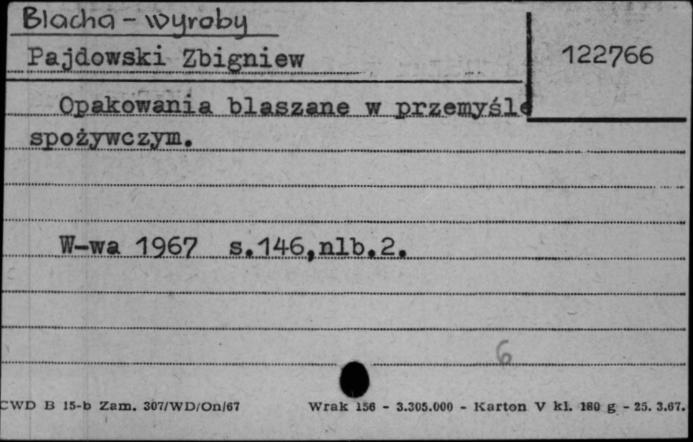 Blacha - wyroby
Pajdowski Zbigniew
122766
Opakowania blaszane w przemyśle
spożywczym.
W-wa 1967 s.146,nlb.2.
6
CWD B 15-b Zam. 307/WD/On/67 Wrak 156 - 3.305.000 - Karton V kl. 180 g - 25. 3.67.